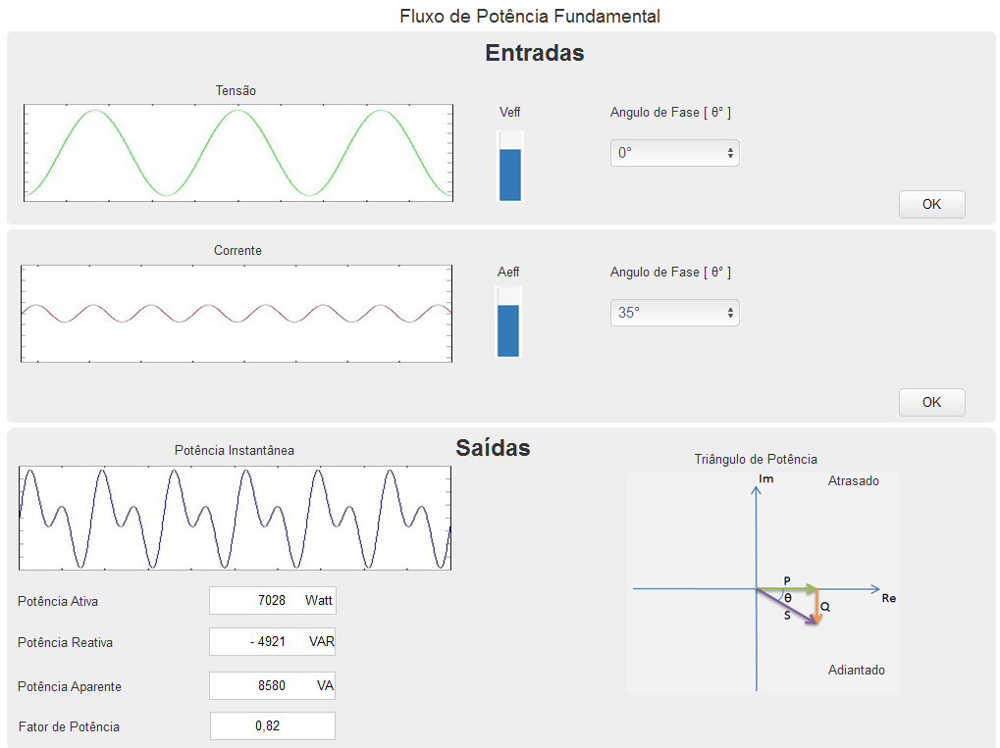 Fluxo de Potência Fundamental
Entradas
Tensão
Veff
Angulo de Fase [ θ° ]
0°
OK
Corrente
Aeff
Angulo de Fase [ θ° ]
35°
OK
Saídas
Potência Instantânea
Triângulo de Potência
Im
Atrasado
P
θ
S
Q
Re
Adiantado
Potência Ativa 7028 Watt
Potência Reativa - 4921 VAR
Potência Aparente 8580 VA
Fator de Potência 0,82